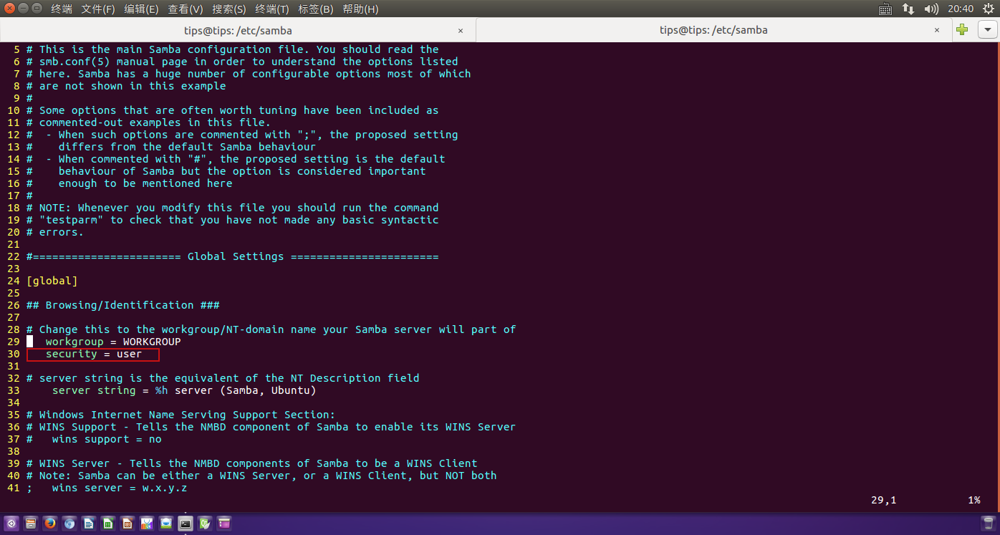 终端 文件(F) 编辑(E) 查看(V) 搜索(S) 终端(T) 标签(B) 帮助(H) 20:40
tips@tips: /etc/samba × tips@tips: /etc/samba ×
5 # This is the main Samba configuration file. You should read the
6 # smb.conf(5) manual page in order to understand the options listed
7 # here. Samba has a huge number of configurable options most of which
8 # are not shown in this example
9 #
10 # Some options that are often worth tuning have been included as
11 # commented-out examples in this file.
12 #  - When such options are commented with ";", the proposed setting
13 #    differs from the default Samba behaviour
14 #  - When commented with "#", the proposed setting is the default
15 #    behaviour of Samba but the option is considered important
16 #    enough to be mentioned here
17 #
18 # NOTE: Whenever you modify this file you should run the command
19 # "testparm" to check that you have not made any basic syntactic
20 # errors.
21
22 #======================= Global Settings =======================
23
24 [global]
25
26 ## Browsing/Identification ###
27
28 # Change this to the workgroup/NT-domain name your Samba server will part of
29    workgroup = WORKGROUP
30    security = user
31
32 # server string is the equivalent of the NT Description field
33     server string = %h server (Samba, Ubuntu)
34
35 # Windows Internet Name Serving Support Section:
36 # WINS Support - Tells the NMBD component of Samba to enable its WINS Server
37 #   wins support = no
38
39 # WINS Server - Tells the NMBD components of Samba to be a WINS Client
40 # Note: Samba can be either a WINS Server, or a WINS Client, but NOT both
41 ;   wins server = w.x.y.z
29,1 1%